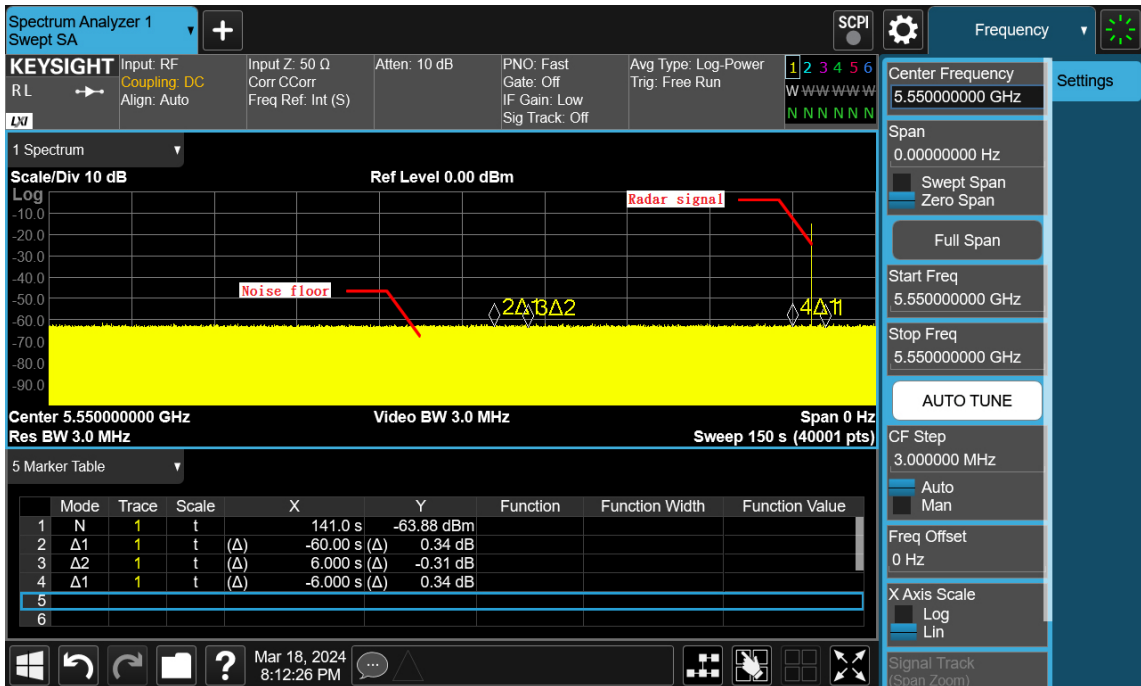 Spectrum Analyzer 1
Swept SA
SCPI
Frequency
KEYSIGHT
RL
LXI
Input: RF
Coupling: DC
Align: Auto
Input Z: 50 Ω
Corr CCorr
Freq Ref: Int (S)
Atten: 10 dB
PNO: Fast
Gate: Off
IF Gain: Low
Sig Track: Off
Avg Type: Log-Power
Trig: Free Run
1 2 3 4 5 6
W W W W W W
N N N N N N
Center Frequency
5.550000000 GHz
Settings
Span
0.00000000 Hz
Swept Span
Zero Span
Full Span
Start Freq
5.550000000 GHz
Stop Freq
5.550000000 GHz
AUTO TUNE
CF Step
3.000000 MHz
Auto
Man
Freq Offset
0 Hz
X Axis Scale
Log
Lin
Signal Track
(Span Zoom)
1 Spectrum
Scale/Div 10 dB
Ref Level 0.00 dBm
Log
-10.0
-20.0
-30.0
-40.0
-50.0
-60.0
-70.0
-80.0
-90.0
Radar signal
Noise floor
2Δ13Δ2
4Δ11
Center 5.550000000 GHz
Video BW 3.0 MHz
Span 0 Hz
Res BW 3.0 MHz
Sweep 150 s (40001 pts)
5 Marker Table
Mode Trace Scale X Y Function Function Width Function Value
1 N 1 t 141.0 s -63.88 dBm
2 Δ1 1 t (Δ) -60.00 s (Δ) 0.34 dB
3 Δ2 1 t (Δ) 6.000 s (Δ) -0.31 dB
4 Δ1 1 t (Δ) -6.000 s (Δ) 0.34 dB
5
6
?
Mar 18, 2024
8:12:26 PM